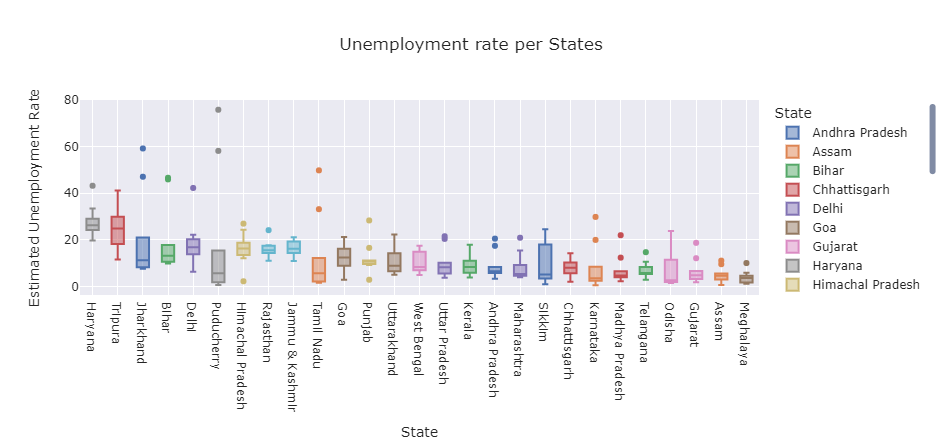 Unemployment rate per States
Estimated Unemployment Rate
80
60
40
20
0
Haryana
Tripura
Jharkhand
Bihar
Delhi
Puducherry
Himachal Pradesh
Rajasthan
Jammu & Kashmir
Tamil Nadu
Goa
Punjab
Uttarakhand
West Bengal
Uttar Pradesh
Kerala
Andhra Pradesh
Maharashtra
Sikkim
Chhattisgarh
Karnataka
Madhya Pradesh
Telangana
Odisha
Gujarat
Assam
Meghalaya
State
State
Andhra Pradesh
Assam
Bihar
Chhattisgarh
Delhi
Goa
Gujarat
Haryana
Himachal Pradesh